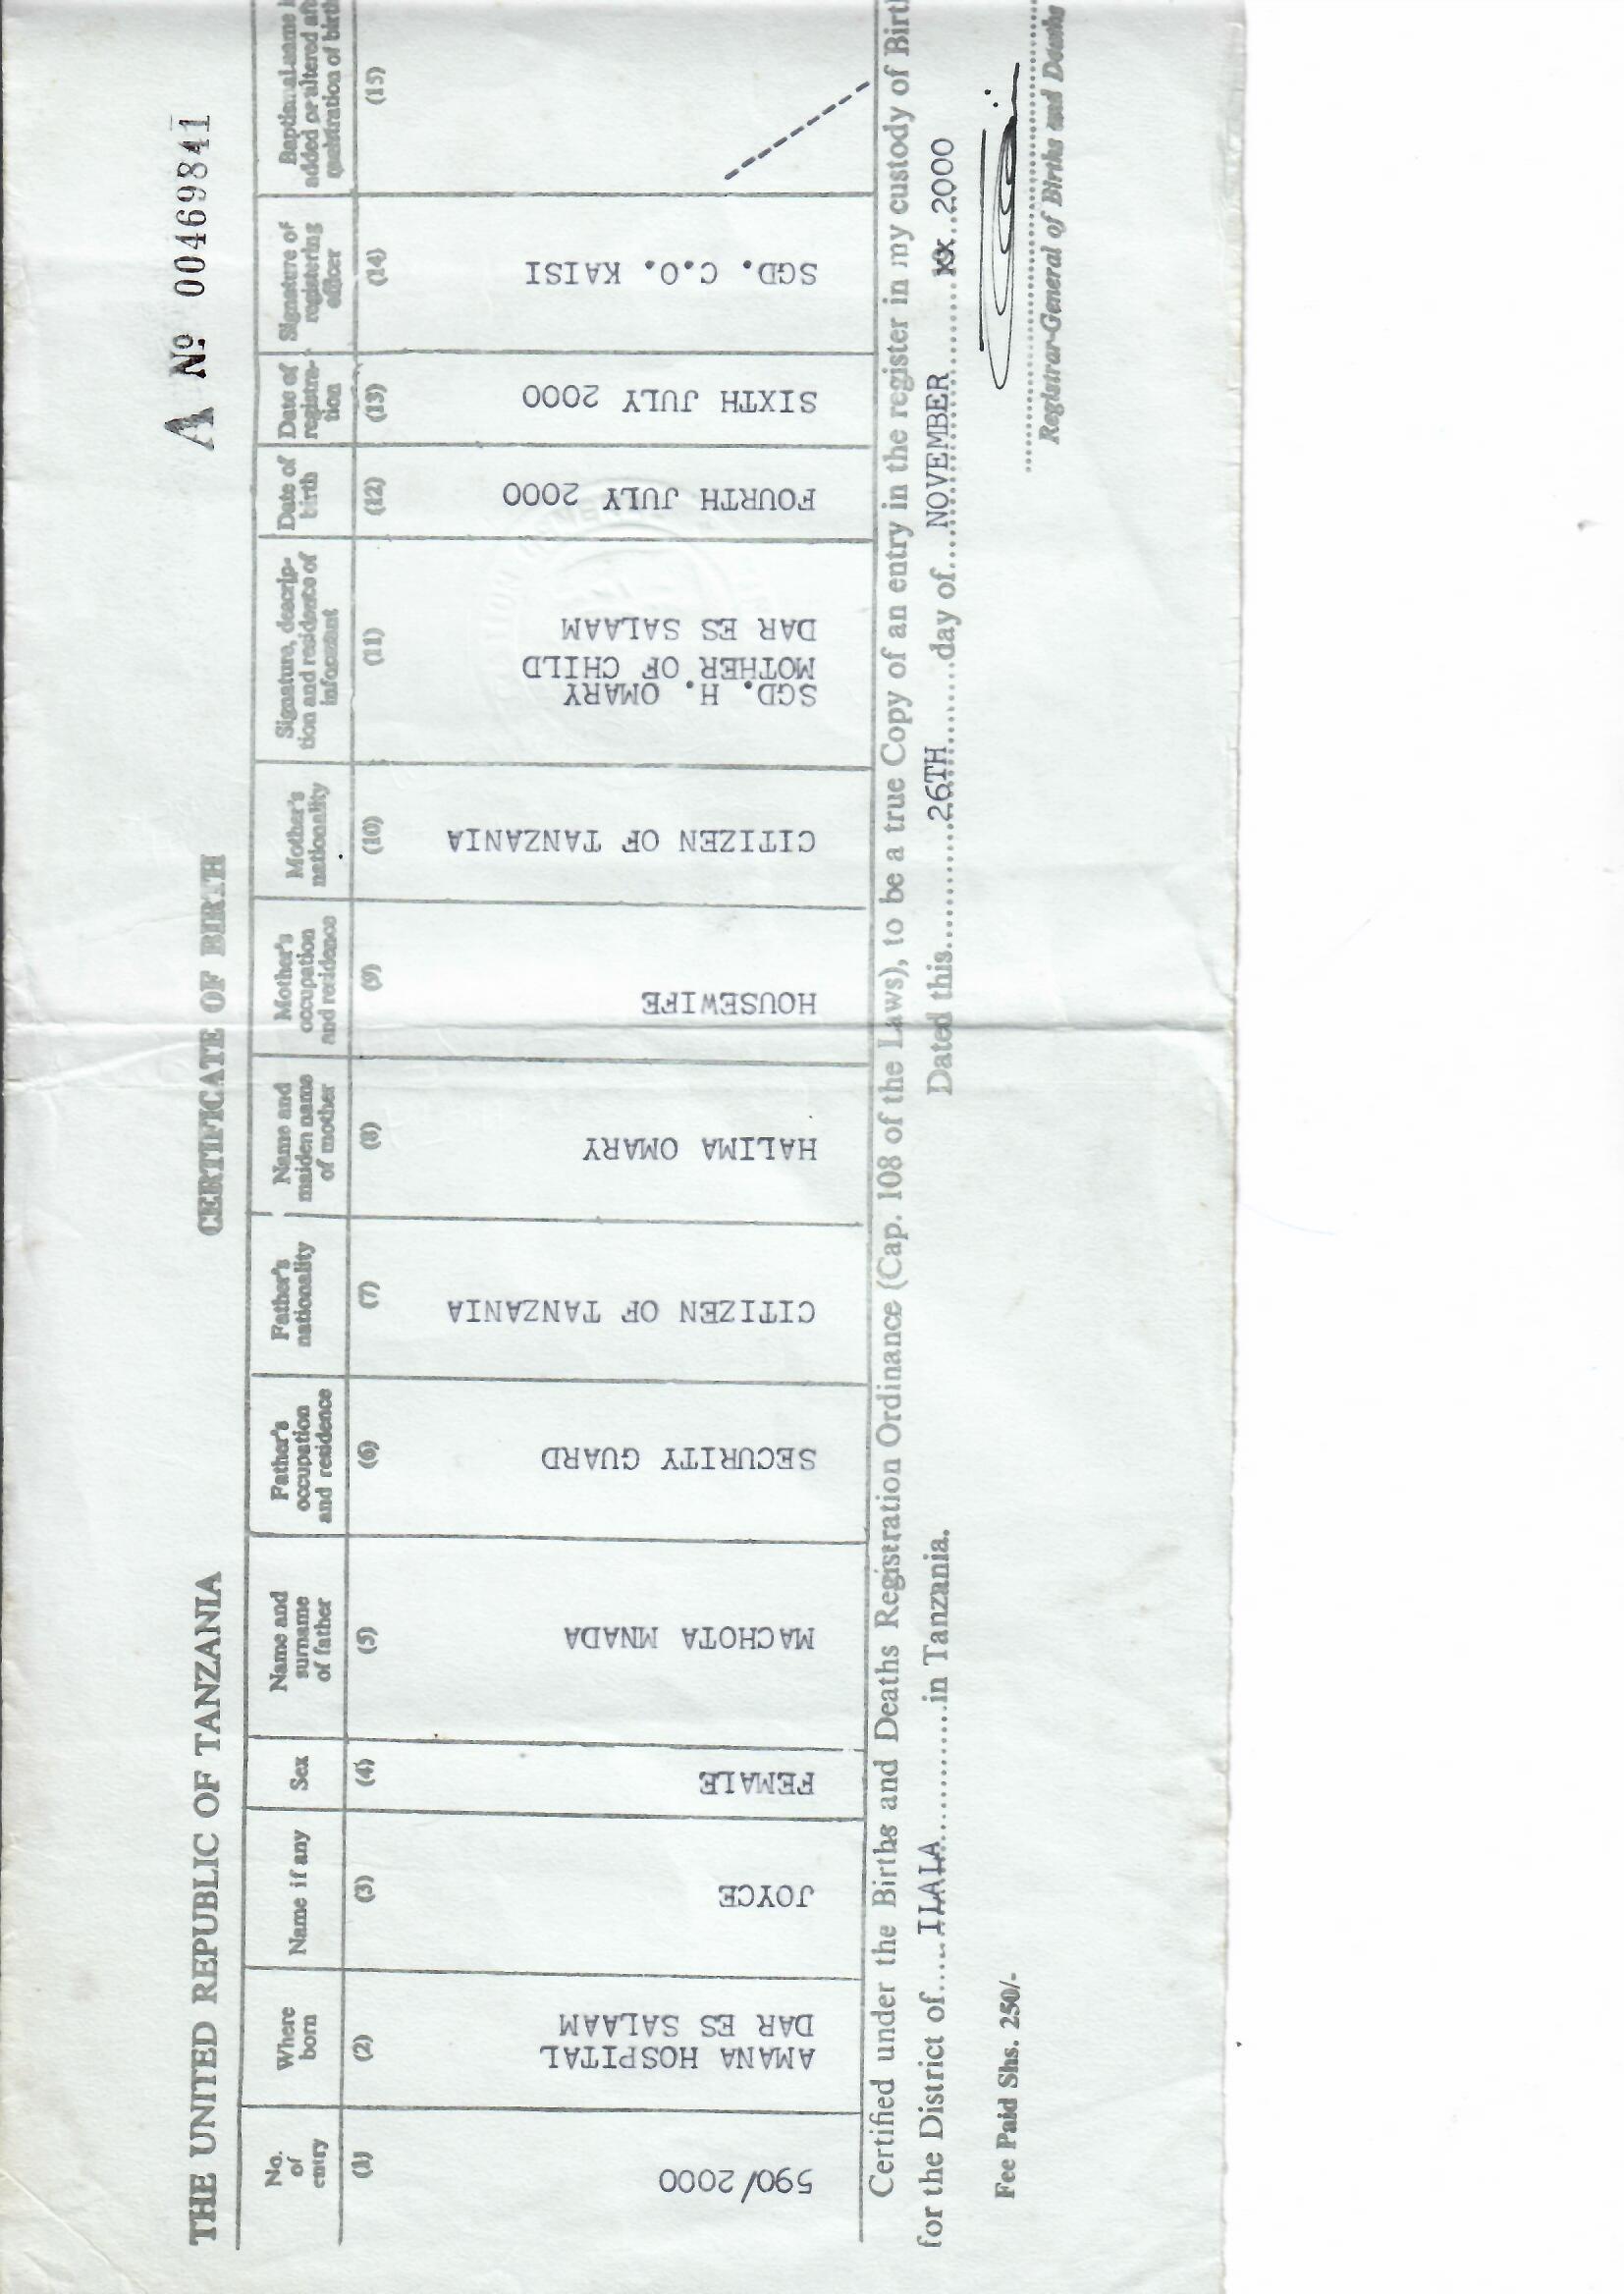 A No 00469841
THE UNITED REPUBLIC OF TANZANIA
CERTIFICATE OF BIRTH
No.
of
entry
(1)
590/2000
Where
born
(2)
AMANA HOSPITAL
DAR ES SALAAM
Name if any
(3)
JOYCE
Sex
(4)
FEMALE
Name and
surname
of father
(5)
MACHOTA MNADA
Father's
occupation
and residence
(6)
SECURITY GUARD
Father's
nationality
(7)
CITIZEN OF TANZANIA
Name and
maiden name
of mother
(8)
HALIMA OMARY
Mother's
occupation
and residence
(9)
HOUSEWIFE
Mother's
nationality
(10)
CITIZEN OF TANZANIA
Signature, descrip-
tion and residence of
informant
(11)
SGD. H. OMARY
MOTHER OF CHILD
DAR ES SALAAM
Date of
birth
(12)
FOURTH JULY 2000
Date of
registra-
tion
(13)
SIXTH JULY 2000
Signature of
registering
officer
(14)
SGD. C.O. KAISI
Baptismal name
added or altered
of birth
(15)
Certified under the Births and Deaths Registration Ordinance (Cap. 108 of the Laws), to be a true Copy of an entry in the register in my custody of
for the District of.....ILALA............in Tanzania.
Dated this............26TH........day of....NOVEMBER..........xx..2000
Fee Paid Shs. 250/-
Registrar-General of Births and Deaths